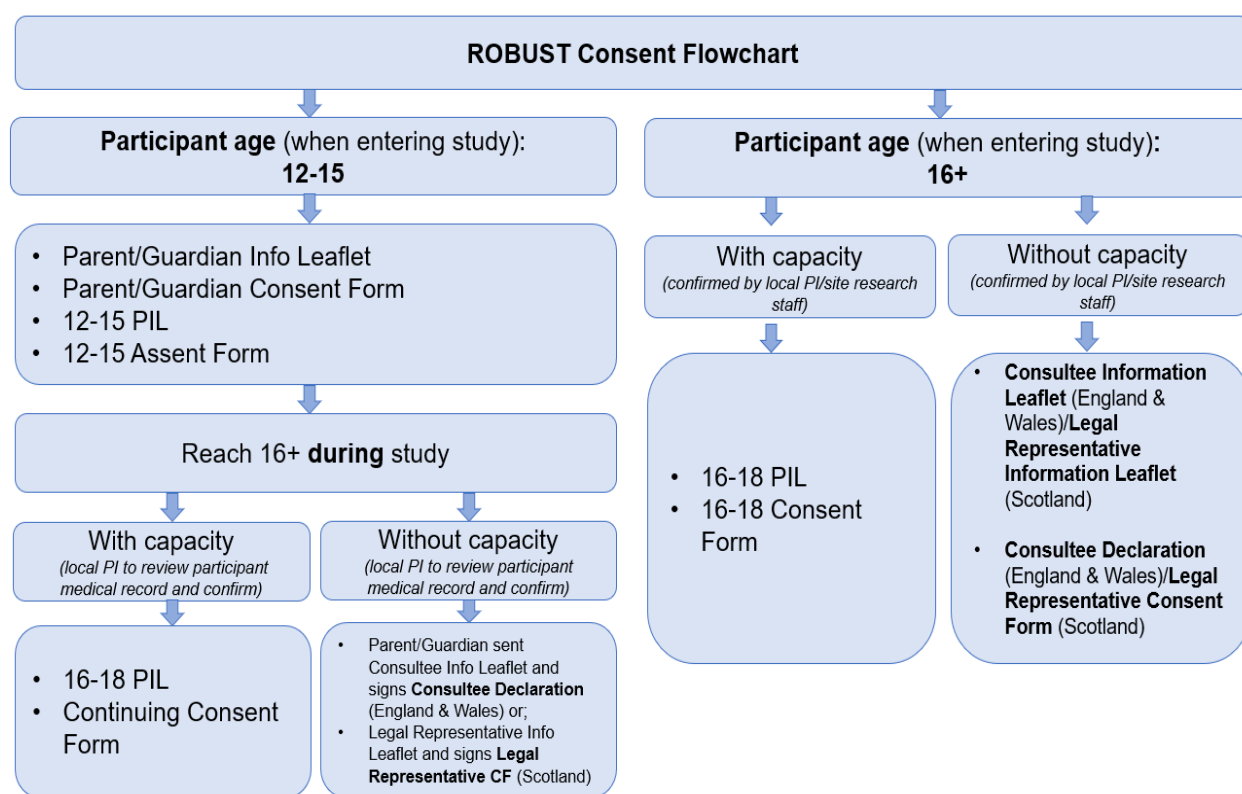 ROBUST Consent Flowchart
Participant age (when entering study):
12-15
• Parent/Guardian Info Leaflet
• Parent/Guardian Consent Form
• 12-15 PIL
• 12-15 Assent Form
Reach 16+ during study
With capacity
(local PI to review participant
medical record and confirm)
• 16-18 PIL
• Continuing Consent
Form
Without capacity
(local PI to review participant
medical record and confirm)
• Parent/Guardian sent
Consultee Info Leaflet and
signs Consultee Declaration
(England & Wales) or;
• Legal Representative Info
Leaflet and signs Legal
Representative CF (Scotland)
Participant age (when entering study):
16+
With capacity
(confirmed by local PI/site research
staff)
• 16-18 PIL
• 16-18 Consent
Form
Without capacity
(confirmed by local PI/site research
staff)
• Consultee Information
Leaflet (England &
Wales)/Legal
Representative
Information Leaflet
(Scotland)
• Consultee Declaration
(England & Wales)/Legal
Representative Consent
Form (Scotland)